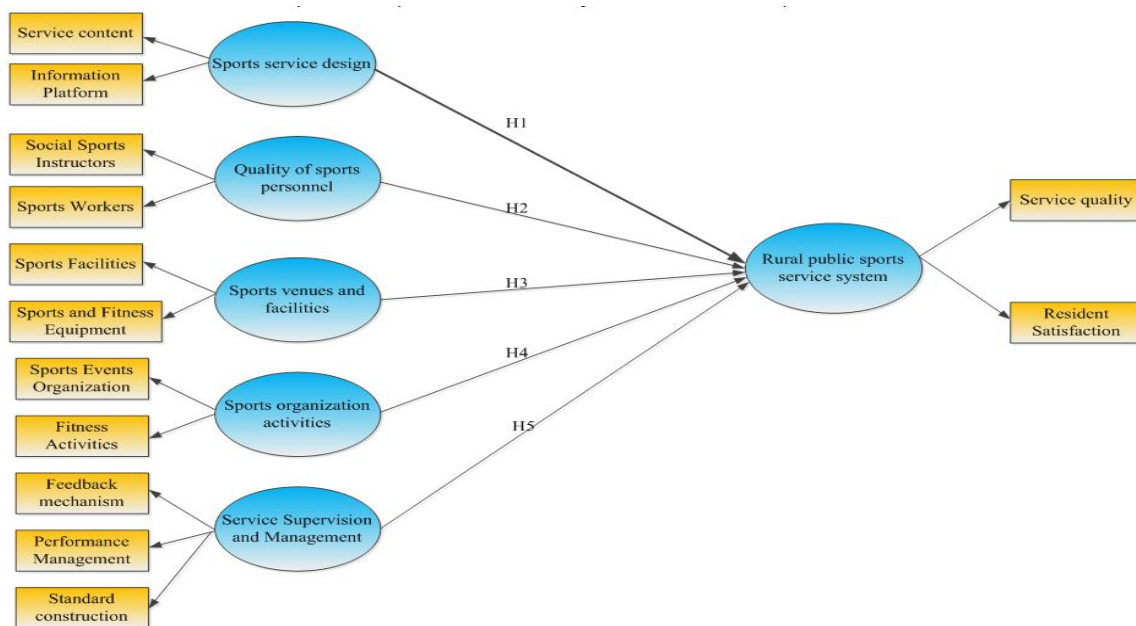 Service content
Information
Platform
Sports service design
H1
Social Sports
Instructors
Sports Workers
Quality of sports
personnel
H2
Sports Facilities
Sports and Fitness
Equipment
Sports venues and
facilities
H3
Sports Events
Organization
Fitness
Activities
Sports organization
activities
H4
Feedback
mechanism
Performance
Management
Standard
construction
Service Supervision
and Management
H5
Rural public sports
service system
Service quality
Resident
Satisfaction